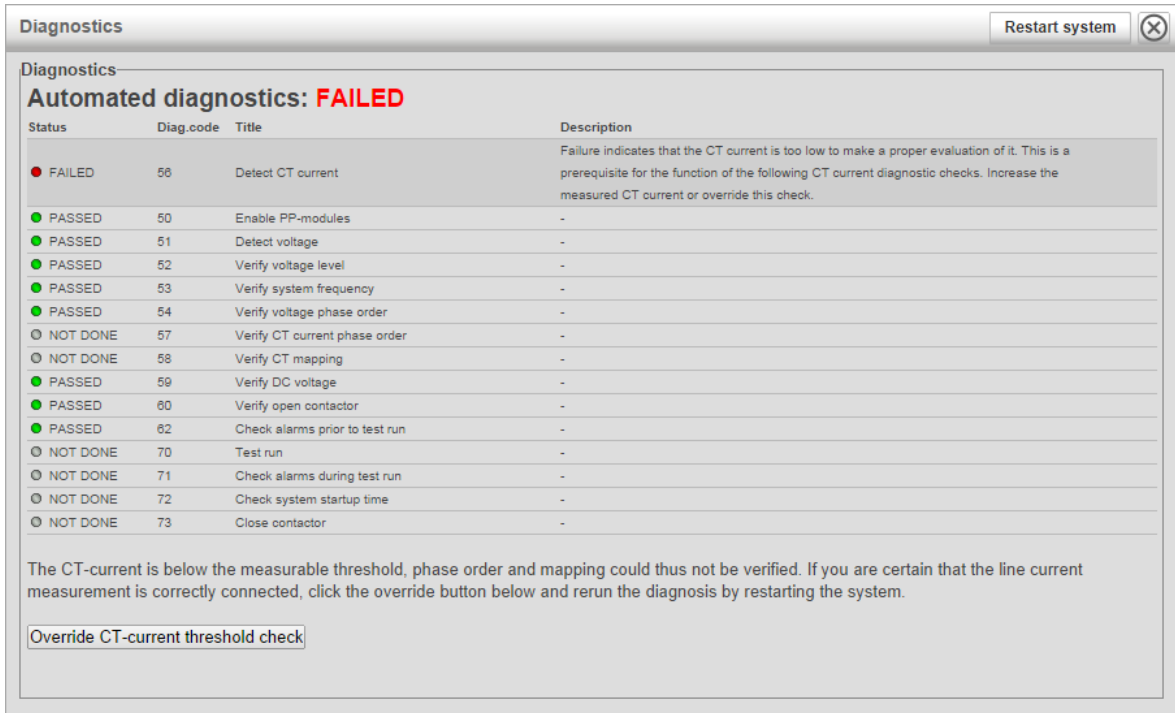 Diagnostics
Restart system
Diagnostics
Automated diagnostics: FAILED
Status Diag.code Title Description
FAILED 56 Detect CT current Failure indicates that the CT current is too low to make a proper evaluation of it. This is a
prerequisite for the function of the following CT current diagnostic checks. Increase the
measured CT current or override this check.
PASSED 50 Enable PP-modules -
PASSED 51 Detect voltage -
PASSED 52 Verify voltage level -
PASSED 53 Verify system frequency -
PASSED 54 Verify voltage phase order -
NOT DONE 57 Verify CT current phase order -
NOT DONE 58 Verify CT mapping -
PASSED 59 Verify DC voltage -
PASSED 60 Verify open contactor -
PASSED 62 Check alarms prior to test run -
NOT DONE 70 Test run -
NOT DONE 71 Check alarms during test run -
NOT DONE 72 Check system startup time -
NOT DONE 73 Close contactor -
The CT-current is below the measurable threshold, phase order and mapping could thus not be verified. If you are certain that the line current
measurement is correctly connected, click the override button below and rerun the diagnosis by restarting the system.
Override CT-current threshold check